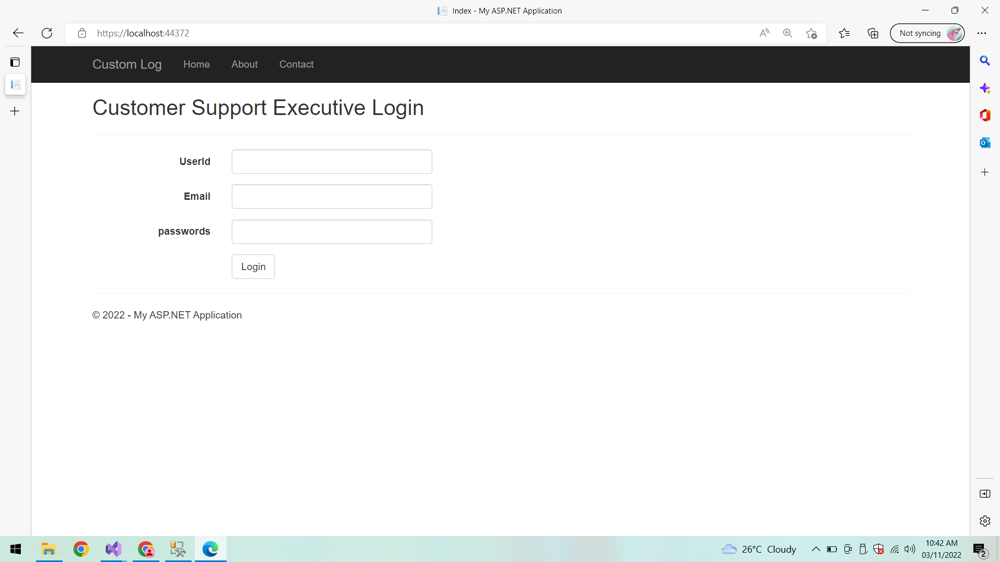 Index - My ASP.NET Application
https://localhost:44372
Not syncing
Custom Log Home About Contact
Customer Support Executive Login
UserId
Email
passwords
Login
© 2022 - My ASP.NET Application
26°C Cloudy
10:42 AM
03/11/2022
2